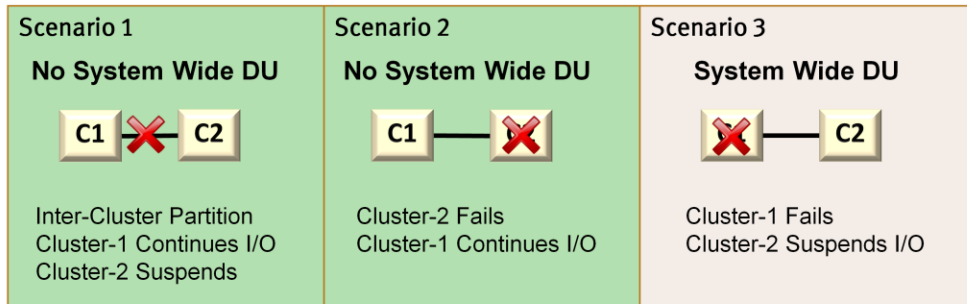 Scenario 1
No System Wide DU
C1
C2
Inter-Cluster Partition
Cluster-1 Continues I/O
Cluster-2 Suspends
Scenario 2
No System Wide DU
C1
Cluster-2 Fails
Cluster-1 Continues I/O
Scenario 3
System Wide DU
C2
Cluster-1 Fails
Cluster-2 Suspends I/O